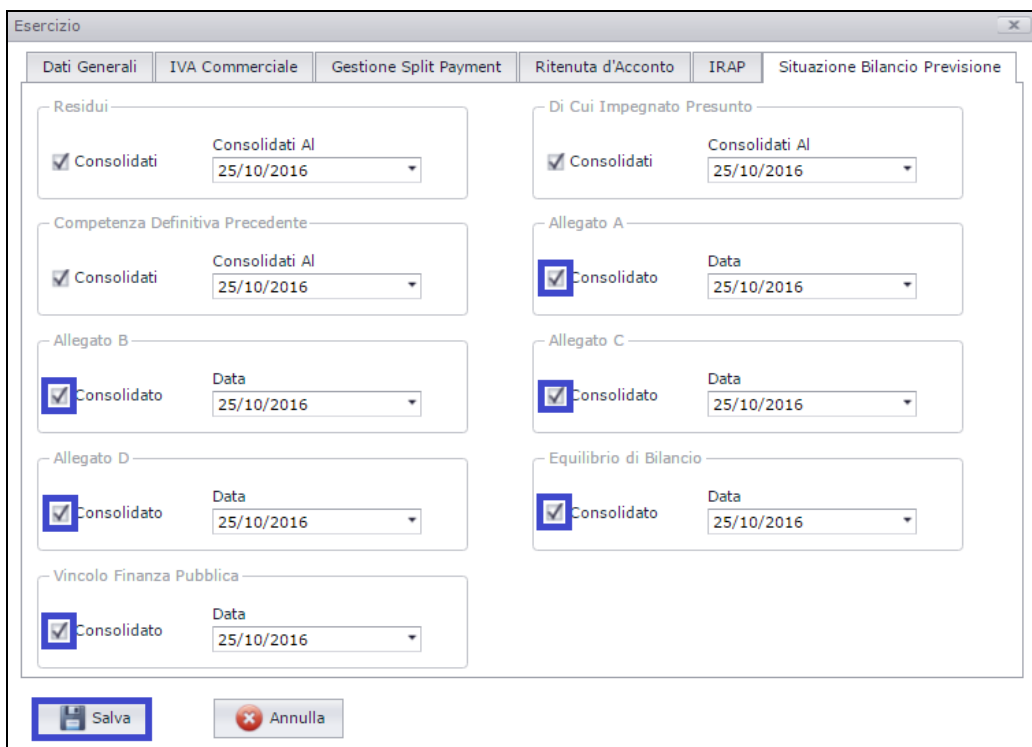 Esercizio
Dati Generali IVA Commerciale Gestione Split Payment Ritenuta d'Acconto IRAP Situazione Bilancio Previsione
Residui
Consolidati
Consolidati Al
25/10/2016
Di Cui Impegnato Presunto
Consolidati
Consolidati Al
25/10/2016
Competenza Definitiva Precedente
Consolidati
Consolidati Al
25/10/2016
Allegato A
Consolidato
Data
25/10/2016
Allegato B
Consolidato
Data
25/10/2016
Allegato C
Consolidato
Data
25/10/2016
Allegato D
Consolidato
Data
25/10/2016
Equilibrio di Bilancio
Consolidato
Data
25/10/2016
Vincolo Finanza Pubblica
Consolidato
Data
25/10/2016
Salva Annulla